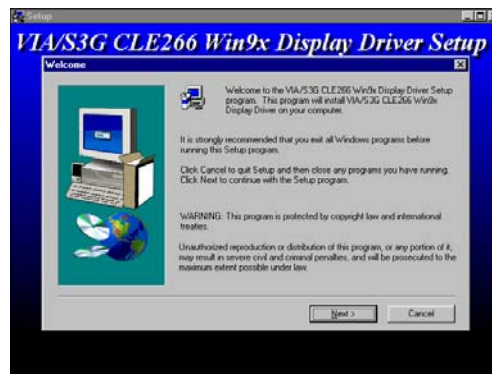 Setup
VIA/S3G CLE266 Win9x Display Driver Setup
Welcome
Welcome to the VIA/S3G CLE266 Win9x Display Driver Setup
program. This program will install VIA/S3G CLE266 Win9x
Display Driver on your computer.
It is strongly recommended that you exit all Windows programs before
running this Setup program.
Click Cancel to quit Setup and then close any programs you have running.
Click Next to continue with the Setup program.
WARNING: This program is protected by copyright law and international
treaties.
Unauthorized reproduction or distribution of this program, or any portion of it,
may result in severe civil and criminal penalties, and will be prosecuted to the
maximum extent possible under law.
Next >
Cancel